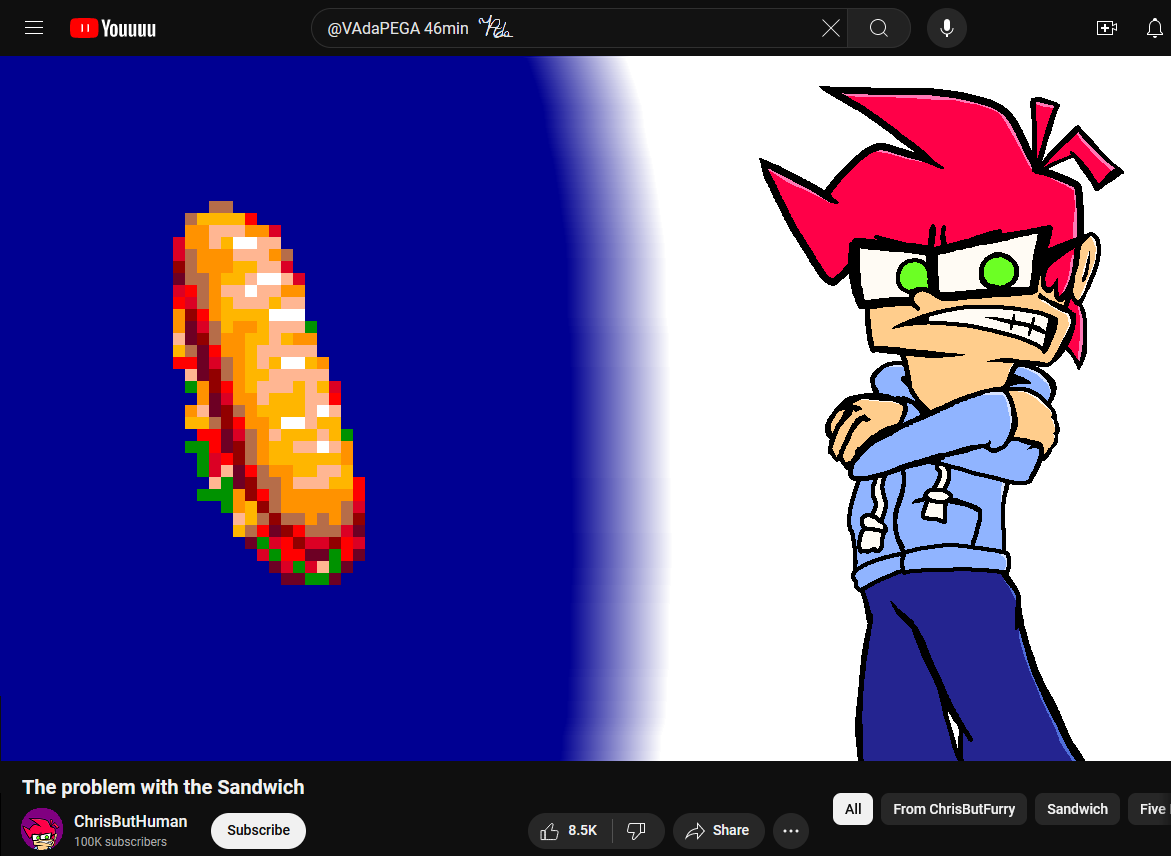 Youuuu
@VAdaPEGA 46min
The problem with the Sandwich
ChrisButHuman
100K subscribers
Subscribe
8.5K
Share
All
From ChrisButFurry
Sandwich
Five